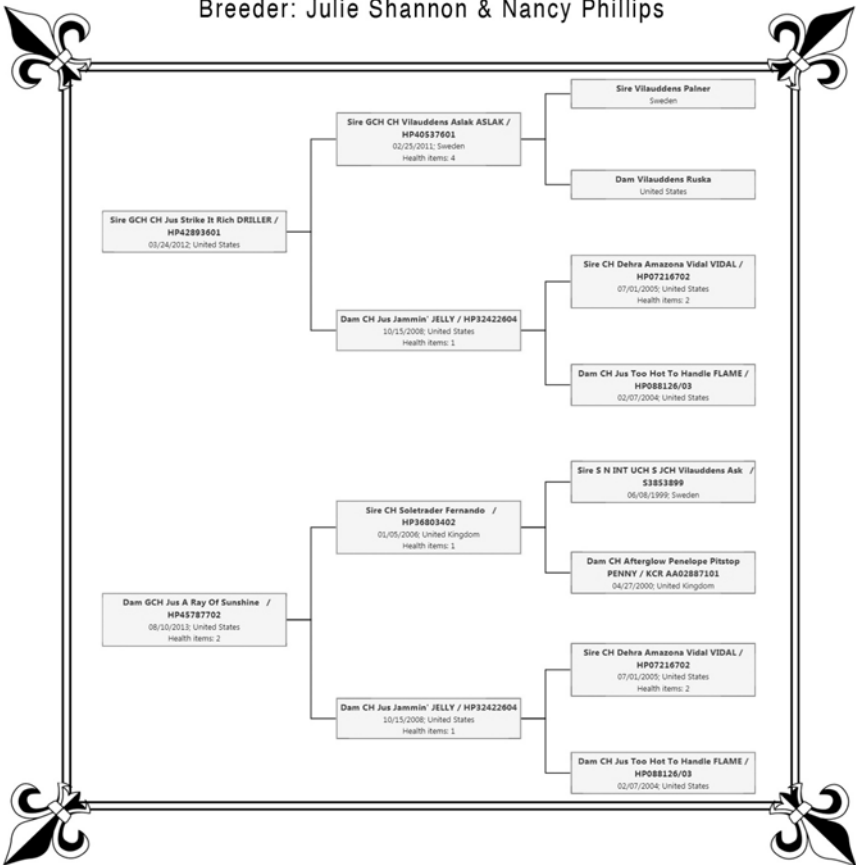 Breeder: Julie Shannon & Nancy Phillips
Sire Vilauddens Palner
Sweden
Sire GCH CH Vilauddens Aslak ASLAK /
HP40537601
02/25/2011; Sweden
Health items: 4
Dam Vilauddens Ruska
United States
Sire GCH CH Jus Strike It Rich DRILLER /
HP42893601
03/24/2012; United States
Sire CH Dehra Amazona Vidal VIDAL /
HP07216702
07/01/2005; United States
Health items: 2
Dam CH Jus Jammin' JELLY / HP32422604
10/15/2008; United States
Health items: 1
Dam CH Jus Too Hot To Handle FLAME /
HP088126/03
02/07/2004; United States
Sire S N INT UCH S JCH Vilauddens Ask /
S3853899
06/08/1999; Sweden
Sire CH Soletrader Fernando /
HP36803402
01/05/2006; United Kingdom
Health items: 1
Dam CH Afterglow Penelope Pitstop
PENNY / KCR AA02887101
04/27/2000; United Kingdom
Dam GCH Jus A Ray Of Sunshine /
HP45787702
08/10/2013; United States
Health items: 2
Sire CH Dehra Amazona Vidal VIDAL /
HP07216702
07/01/2005; United States
Health items: 2
Dam CH Jus Jammin' JELLY / HP32422604
10/15/2008; United States
Health items: 1
Dam CH Jus Too Hot To Handle FLAME /
HP088126/03
02/07/2004; United States